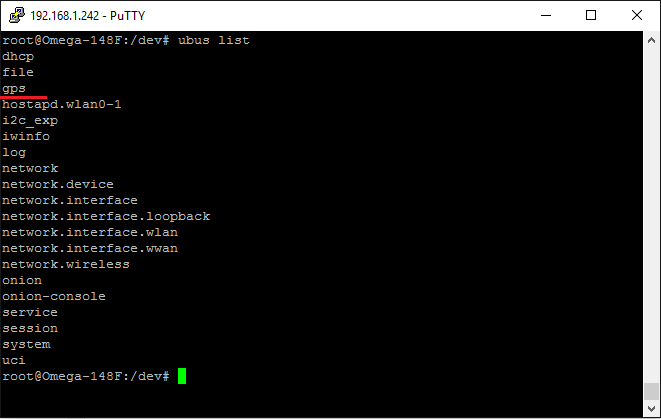 192.168.1.242 - PuTTY
root@Omega-148F:/dev# ubus list
dhcp
file
gps
hostapd.wlan0-1
i2c_exp
iwinfo
log
network
network.device
network.interface
network.interface.loopback
network.interface.wlan
network.interface.wwan
network.wireless
onion
onion-console
service
session
system
uci
root@Omega-148F:/dev#